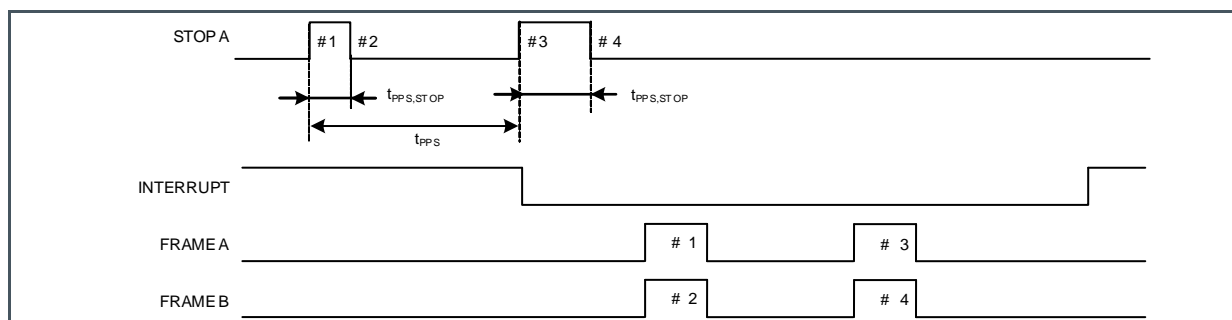 STOP A
#1 #2 #3 # 4
tPPS,STOP tPPS,STOP
tPPS
INTERRUPT
FRAME A # 1 # 3
FRAME B # 2 # 4